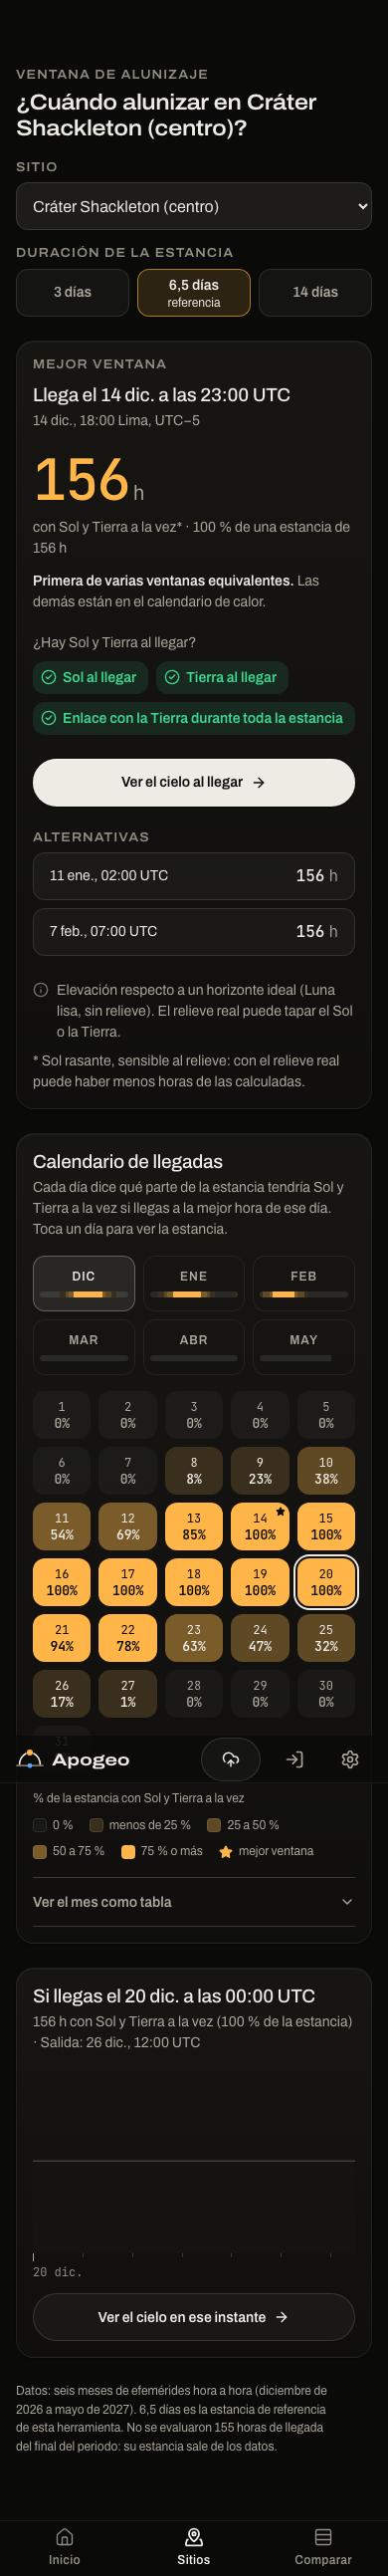 VENTANA DE ALUNIZAJE
¿Cuándo alunizar en Cráter
Shackleton (centro)?
SITIO
Cráter Shackleton (centro)
DURACIÓN DE LA ESTANCIA
3 días
6,5 días
referencia
14 días
MEJOR VENTANA
Llega el 14 dic. a las 23:00 UTC
14 dic., 18:00 Lima, UTC−5
156 h
con Sol y Tierra a la vez* · 100 % de una estancia de
156 h
Primera de varias ventanas equivalentes. Las
demás están en el calendario de calor.
¿Hay Sol y Tierra al llegar?
Sol al llegar
Tierra al llegar
Enlace con la Tierra durante toda la estancia
Ver el cielo al llegar →
ALTERNATIVAS
11 ene., 02:00 UTC 156 h
7 feb., 07:00 UTC 156 h
Elevación respecto a un horizonte ideal (Luna
lisa, sin relieve). El relieve real puede tapar el Sol
o la Tierra.
* Sol rasante, sensible al relieve: con el relieve real
puede haber menos horas de las calculadas.
Calendario de llegadas
Cada día dice qué parte de la estancia tendría Sol y
Tierra a la vez si llegas a la mejor hora de ese día.
Toca un día para ver la estancia.
DIC ENE FEB
MAR ABR MAY
1 2 3 4 5
0% 0% 0% 0% 0%
6 7 8 9 10
0% 0% 8% 23% 38%
11 12 13 14 15
54% 69% 85% 100% 100%
16 17 18 19 20
100% 100% 100% 100% 100%
21 22 23 24 25
94% 78% 63% 47% 32%
26 27 28 29 30
17% 1% 0% 0% 0%
31
Apogeo
% de la estancia con Sol y Tierra a la vez
0 % menos de 25 % 25 a 50 %
50 a 75 % 75 % o más mejor ventana
Ver el mes como tabla
Si llegas el 20 dic. a las 00:00 UTC
156 h con Sol y Tierra a la vez (100 % de la estancia)
· Salida: 26 dic., 12:00 UTC
20 dic.
Ver el cielo en ese instante →
Datos: seis meses de efemérides hora a hora (diciembre de
2026 a mayo de 2027). 6,5 días es la estancia de referencia
de esta herramienta. No se evaluaron 155 horas de llegada
del final del periodo: su estancia sale de los datos.
Inicio
Sitios
Comparar